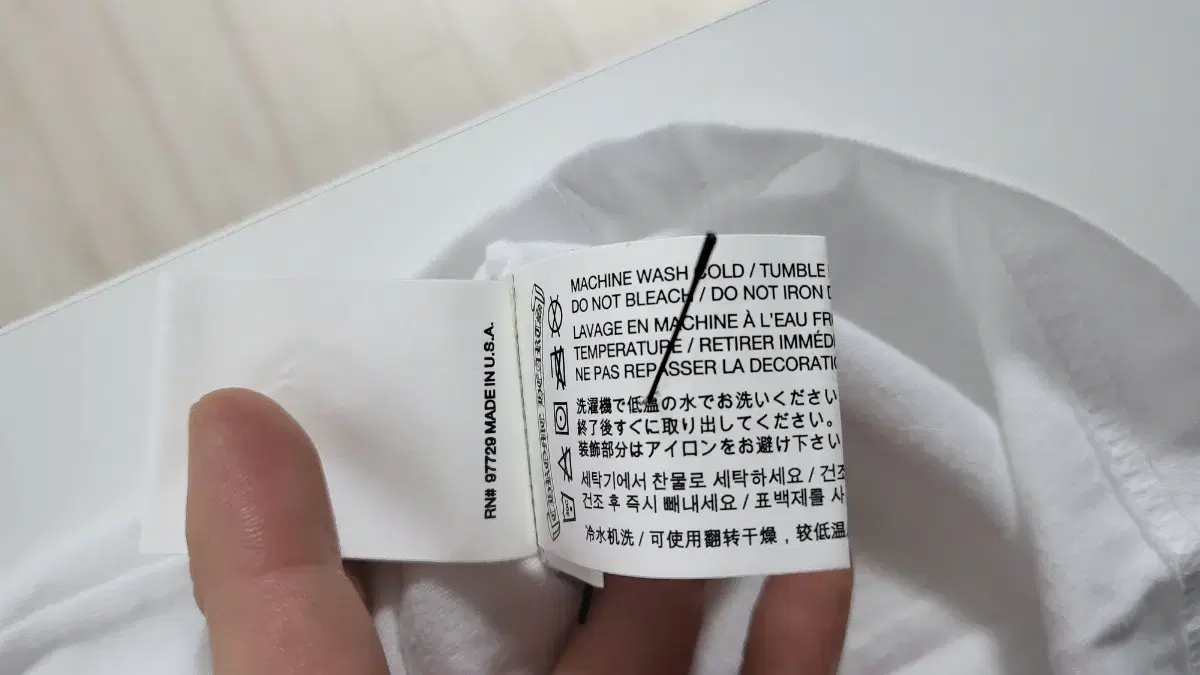 RN# 97729 MADE IN U.S.A.
MACHINE WASH COLD / TUMBLE
DO NOT BLEACH / DO NOT IRON
LAVAGE EN MACHINE À L'EAU
TEMPERATURE / RETIRER
NE PAS REPASSER LA
洗濯機で低温の水でお洗いください
終了後すぐに取り出してください。
装飾部分はアイロンをお避け下さい
세탁기에서 찬물로 세탁하세요 / 건조
건조 후 즉시 빼내세요 / 표백제를
冷水机洗 / 可使用翻转干燥，较低温